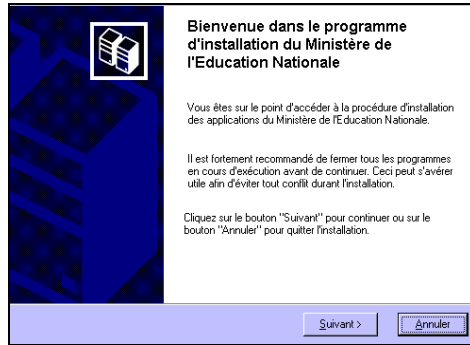 Bienvenue dans le programme
d'installation du Ministère de
l'Education Nationale
Vous êtes sur le point d'accéder à la procédure d'installation
des applications du Ministère de l'Education Nationale.
Il est fortement recommandé de fermer tous les programmes
en cours d'exécution avant de continuer. Ceci peut s'avérer
utile afin d'éviter tout conflit durant l'installation.
Cliquez sur le bouton "Suivant" pour continuer ou sur le
bouton "Annuler" pour quitter l'installation.
Suivant > Annuler